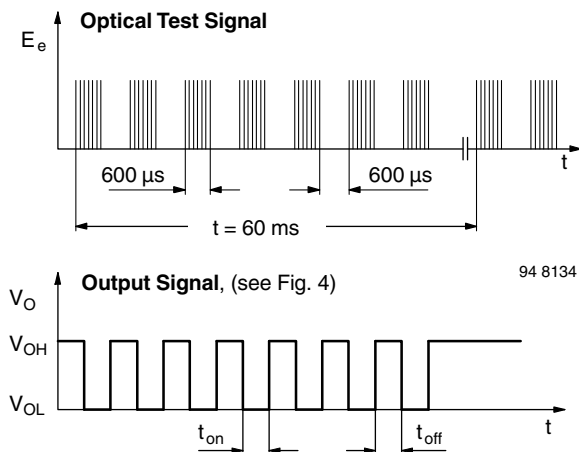 Optical Test Signal
E e
t
600 µs
600 µs
t = 60 ms
94 8134
Output Signal, (see Fig. 4)
V O
V OH
V OL
t on
t off
t